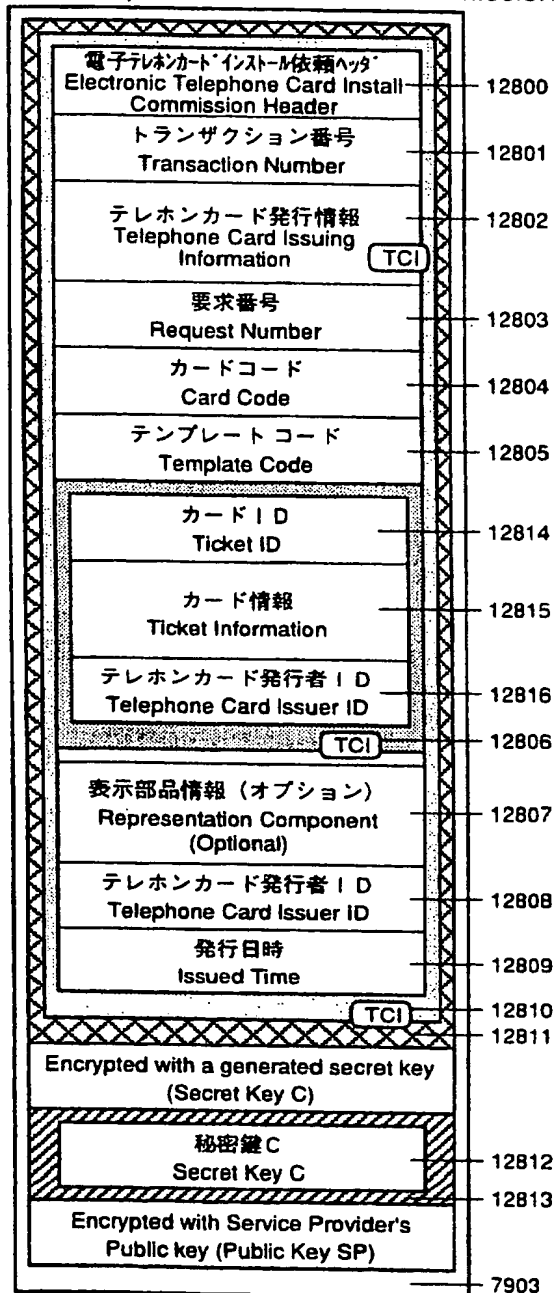 電子テレホンカードインストール依頼ヘッダ
Electronic Telephone Card Install
Commission Header
12800
トランザクション番号
Transaction Number
12801
テレホンカード発行情報
Telephone Card Issuing
Information
12802
TCI
要求番号
Request Number
12803
カードコード
Card Code
12804
テンプレート コード
Template Code
12805
カードID
Ticket ID
12814
カード情報
Ticket Information
12815
テレホンカード発行者ID
Telephone Card Issuer ID
12816
TCI
12806
表示部品情報（オプション）
Representation Component
(Optional)
12807
テレホンカード発行者ID
Telephone Card Issuer ID
12808
発行日時
Issued Time
12809
TCI
12810
12811
Encrypted with a generated secret key
(Secret Key C)
秘密鍵C
Secret Key C
12812
12813
Encrypted with Service Provider's
Public key (Public Key SP)
7903